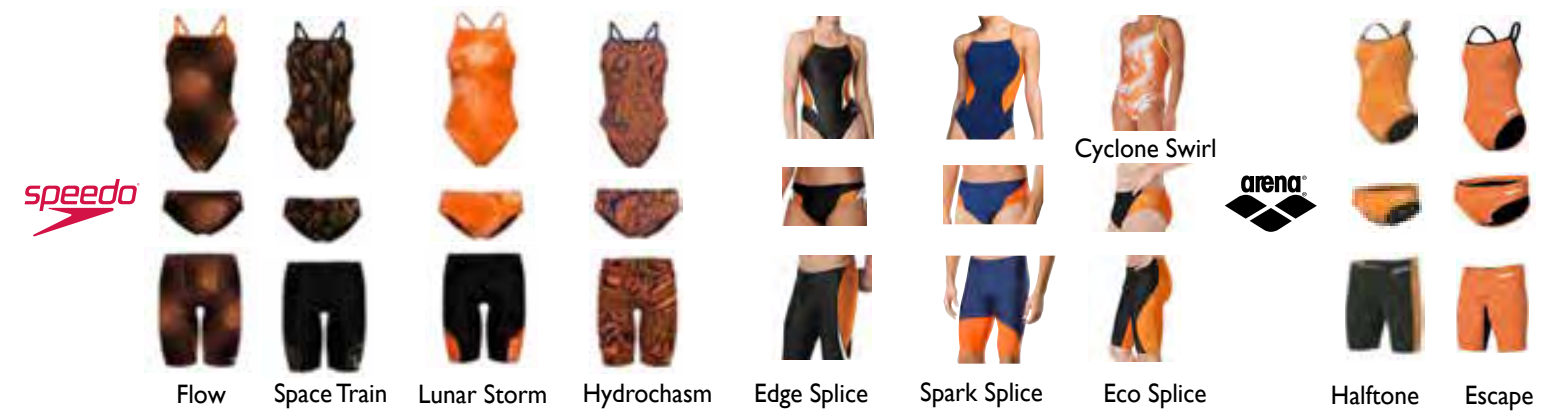 Cyclone Swirl
speedo
arena
Flow Space Train Lunar Storm Hydrochasm Edge Splice Spark Splice Eco Splice Halftone Escape